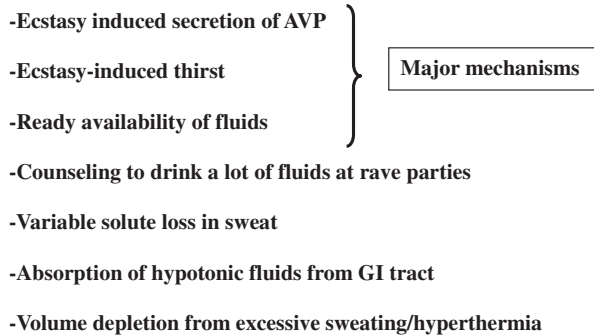 -Ecstasy induced secretion of AVP
-Ecstasy-induced thirst
Major mechanisms
-Ready availability of fluids
-Counseling to drink a lot of fluids at rave parties
-Variable solute loss in sweat
-Absorption of hypotonic fluids from GI tract
-Volume depletion from excessive sweating/hyperthermia